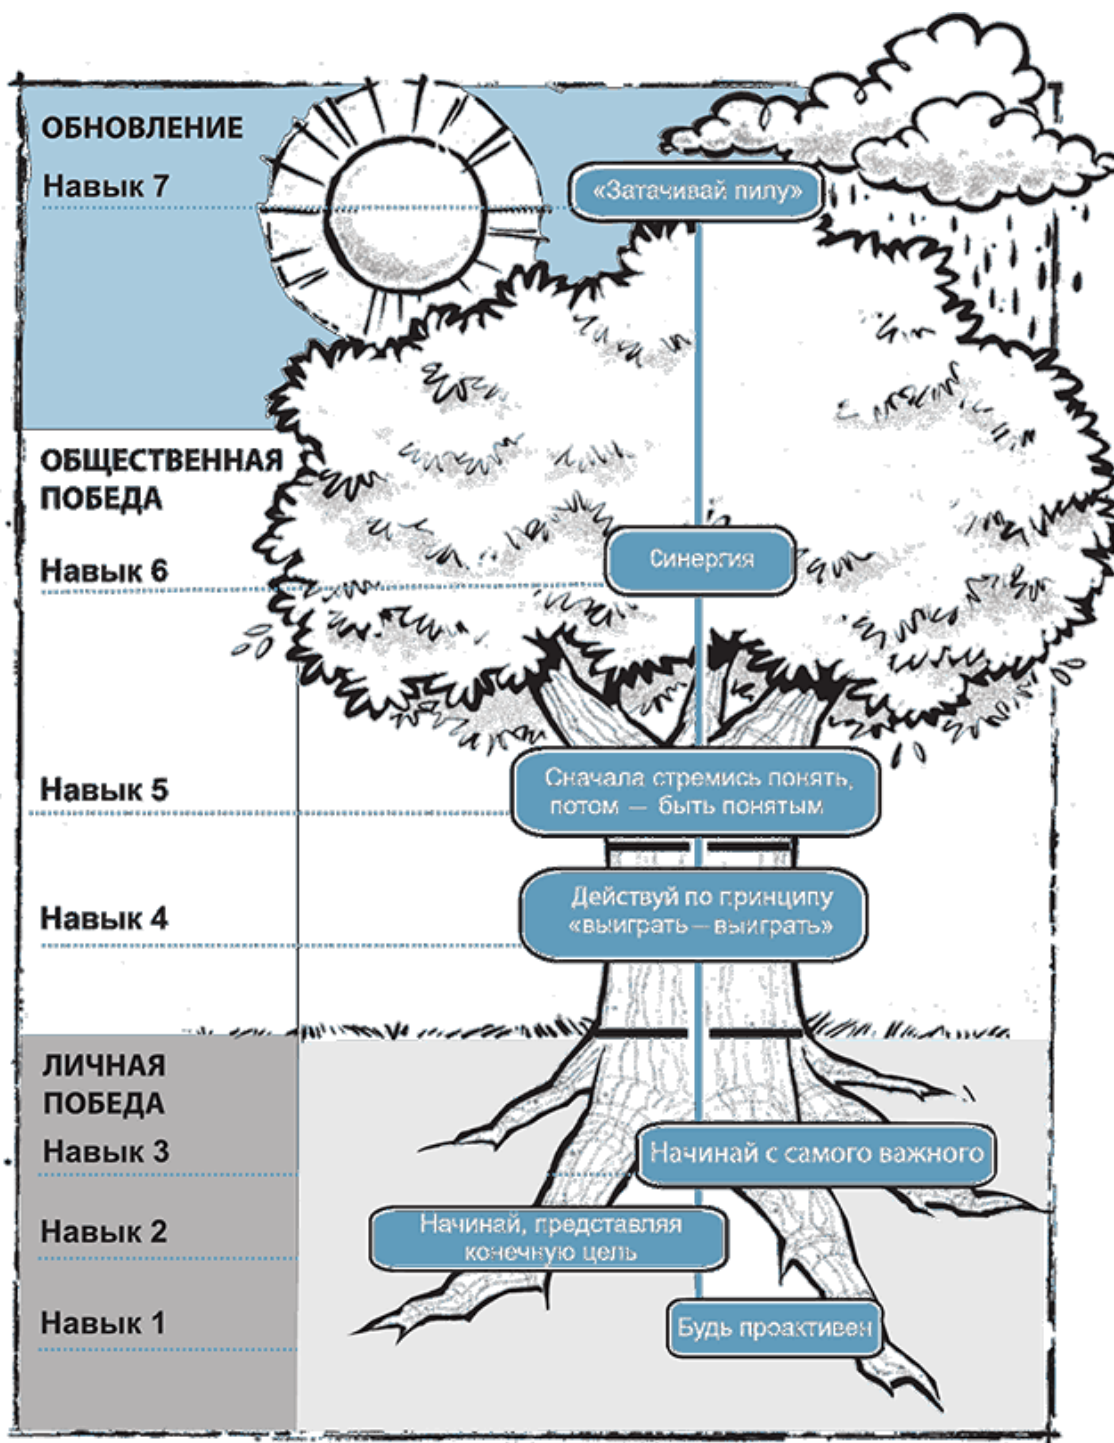 ОБНОВЛЕНИЕ
Навык 7
«Затачивай пилу»
ОБЩЕСТВЕННАЯ
ПОБЕДА
Навык 6
Синергия
Навык 5
Сначала стремись понять,
потом — быть понятым
Навык 4
Действуй по принципу
«выиграть — выиграть»
ЛИЧНАЯ
ПОБЕДА
Навык 3
Начинай с самого важного
Навык 2
Начинай, представляя
конечную цель
Навык 1
Будь проактивен